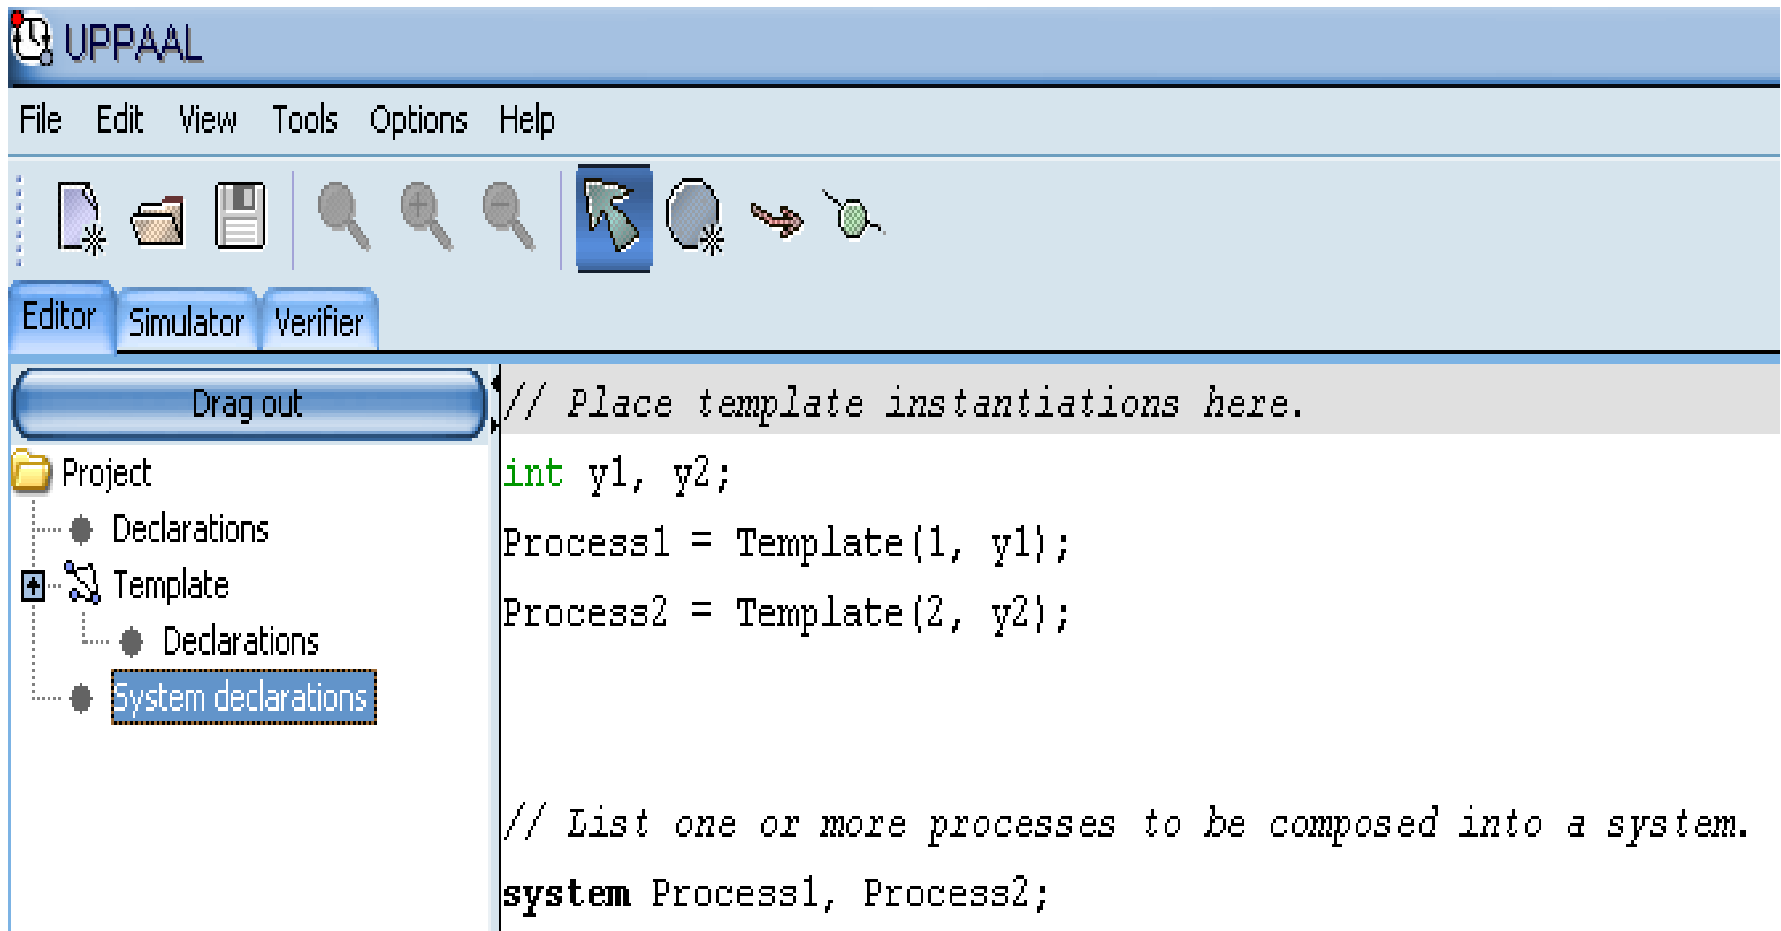 UPPAAL
File Edit View Tools Options Help
Editor Simulator Verifier
Drag out
Project
Declarations
Template
Declarations
System declarations
// Place template instantiations here.
int y1, y2;
Process1 = Template(1, y1);
Process2 = Template(2, y2);
// List one or more processes to be composed into a system.
system Process1, Process2;